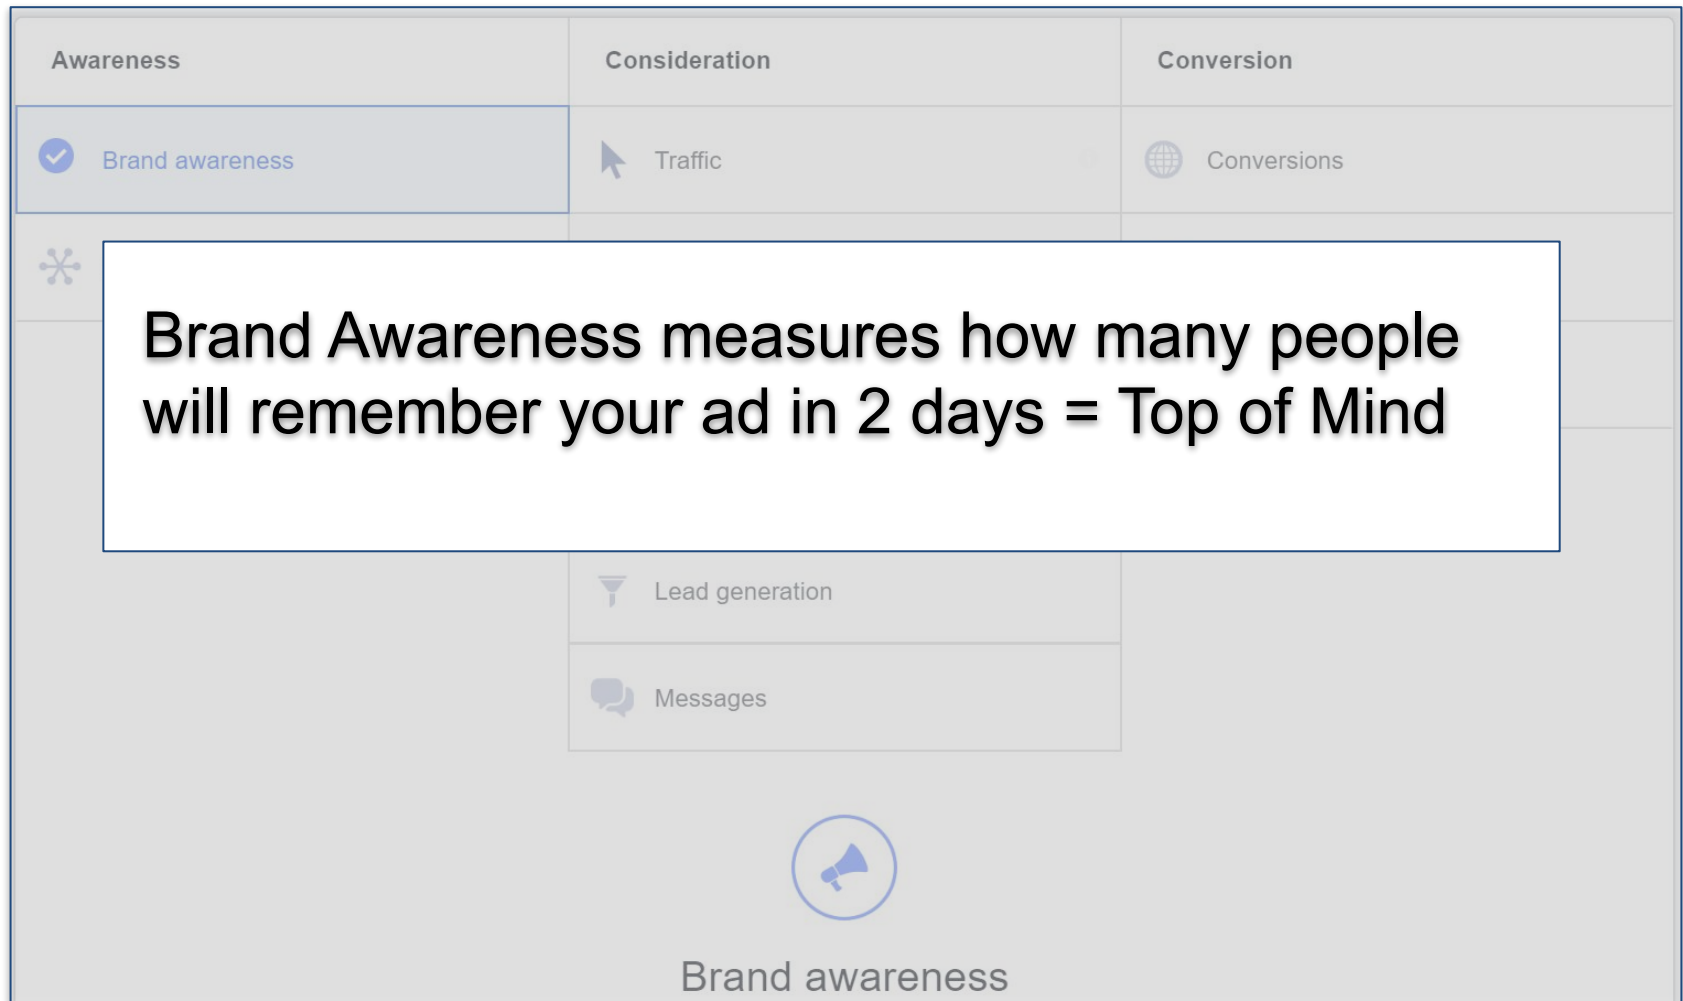 Awareness
Consideration
Conversion
Brand awareness
Traffic
Conversions
Brand Awareness measures how many people
will remember your ad in 2 days = Top of Mind
Lead generation
Messages
Brand awareness